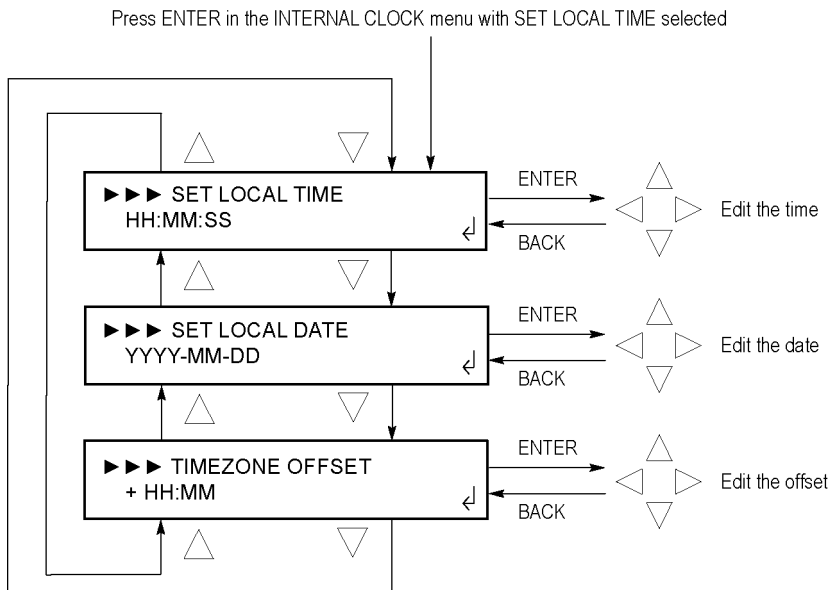 Press ENTER in the INTERNAL CLOCK menu with SET LOCAL TIME selected
►►► SET LOCAL TIME
HH:MM:SS
ENTER
BACK
Edit the time
►►► SET LOCAL DATE
YYYY-MM-DD
ENTER
BACK
Edit the date
►►► TIMEZONE OFFSET
+ HH:MM
ENTER
BACK
Edit the offset